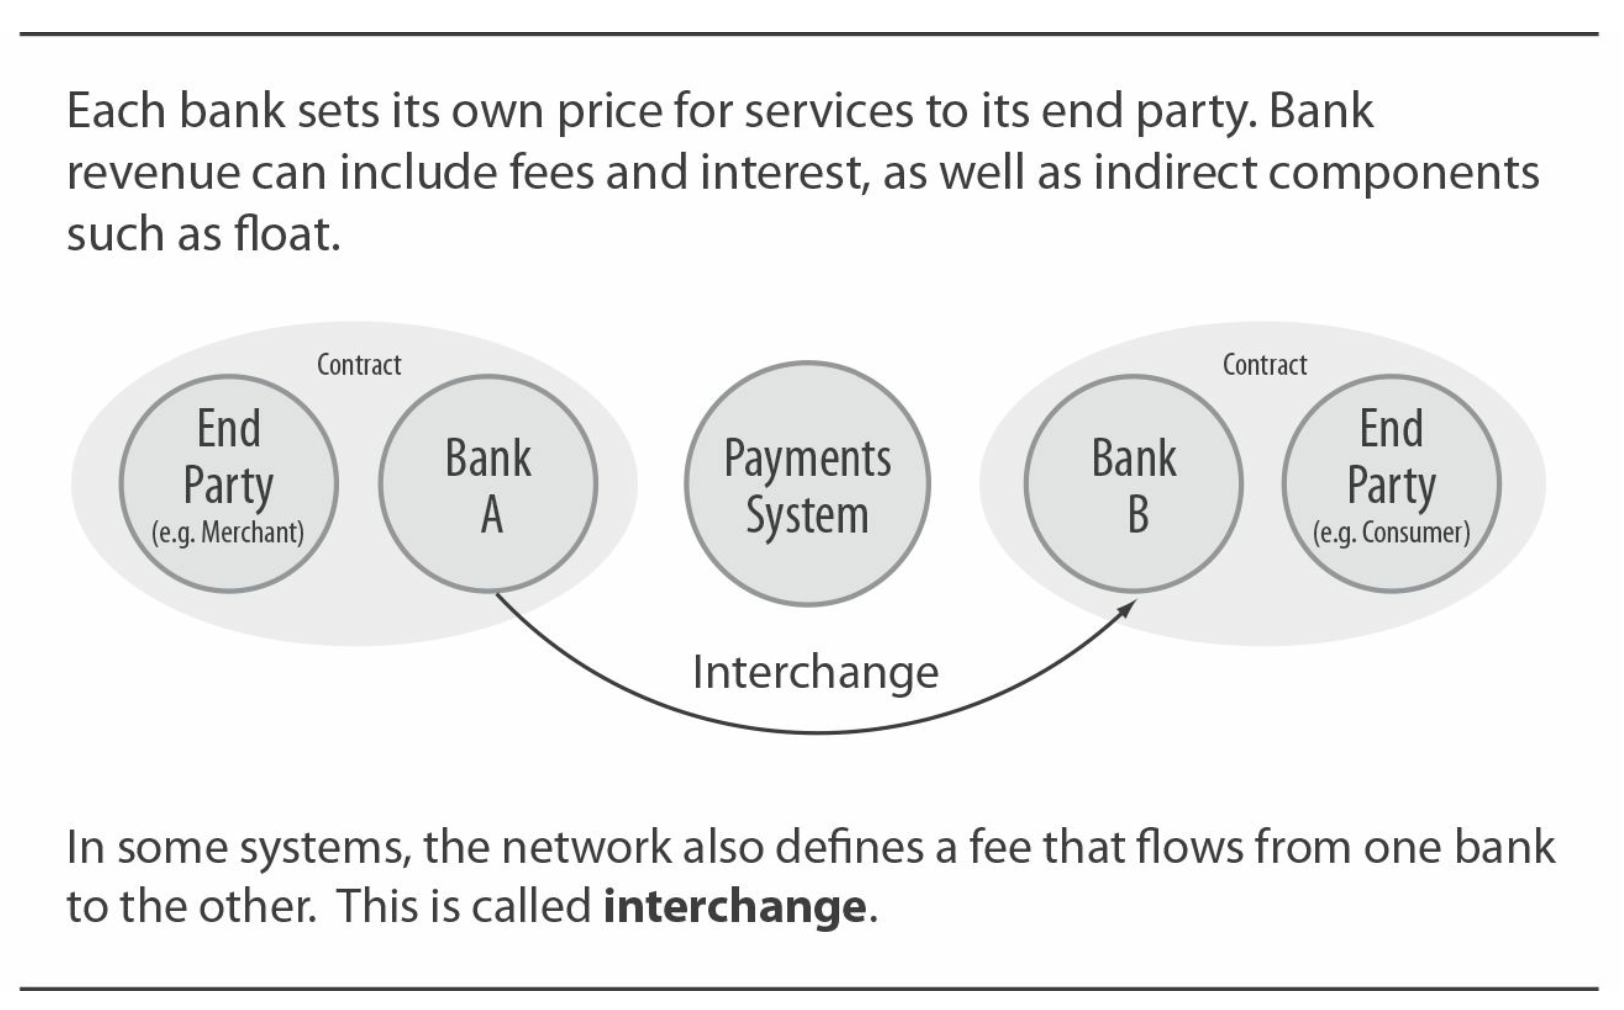 Each bank sets its own price for services to its end party. Bank
revenue can include fees and interest, as well as indirect components
such as float.
Contract
End
Party
(e.g. Merchant)
Bank
A
Payments
System
Contract
Bank
B
End
Party
(e.g. Consumer)
Interchange
In some systems, the network also defines a fee that flows from one bank
to the other. This is called interchange.